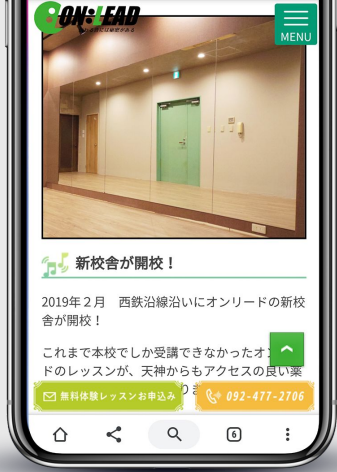 ON:LEAD
MENU
新校舎が開校！
2019年２月　西鉄沿線沿いにオンリードの新校
舎が開校！
これまで本校でしか受講できなかったオン
ドのレッスンが、天神からもアクセスの良い薬
無料体験レッスンお申込み
092-477-2706
6